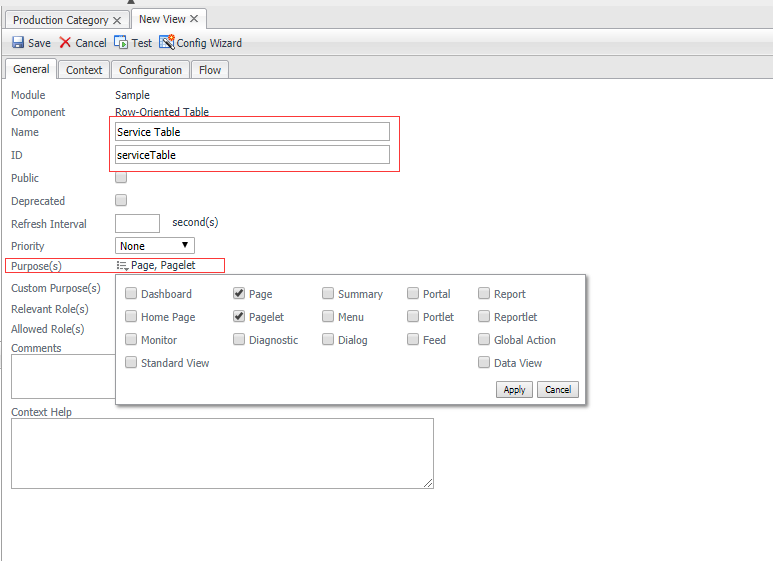 Production Category
New View
Save Cancel Test Config Wizard
General Context Configuration Flow
Module Sample
Component Row-Oriented Table
Name Service Table
ID serviceTable
Public
Deprecated
Refresh Interval second(s)
Priority None
Purpose(s) Page, Pagelet
Custom Purpose(s)
Relevant Role(s)
Allowed Role(s)
Comments
Dashboard Page Summary Portal Report
Home Page Pagelet Menu Portlet Reportlet
Monitor Diagnostic Dialog Feed Global Action
Standard View Data View
Apply Cancel
Context Help